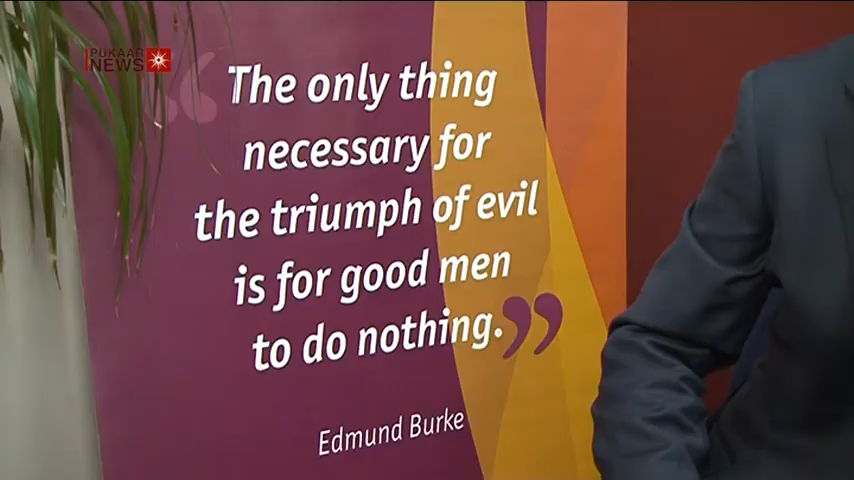 PUKAAR
NEWS
“The only thing
necessary for
the triumph of evil
is for good men
to do nothing.”
Edmund Burke